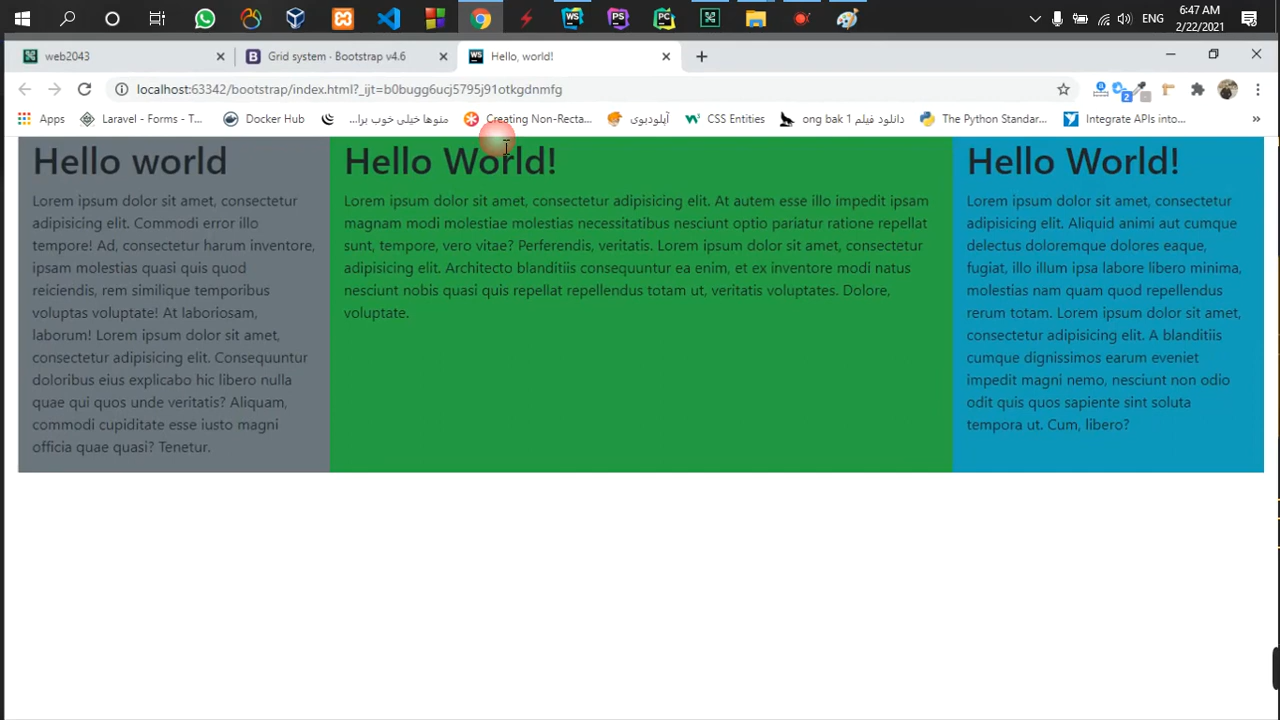 6:47 AM
ENG
2/22/2021
web2043
Grid system · Bootstrap v4.6
WS
Hello, world!
localhost:63342/bootstrap/index.html?_ijt=b0bugg6ucj5795j91otkgdnmfg
Apps
Laravel - Forms - T...
Docker Hub
منوها خیلی خوب برا...
Creating Non-Recta...
آپلودبوی
CSS Entities
دانلود فیلم ong bak 1
The Python Standar...
Integrate APIs into...
Hello world
Lorem ipsum dolor sit amet, consectetur
adipisicing elit. Commodi error illo
tempore! Ad, consectetur harum inventore,
ipsam molestias quasi quis quod
reiciendis, rem similique temporibus
voluptas voluptate! At laboriosam,
laborum! Lorem ipsum dolor sit amet,
consectetur adipisicing elit. Consequuntur
doloribus eius explicabo hic libero nulla
quae qui quos unde veritatis? Aliquam,
commodi cupiditate esse iusto magni
officia quae quasi? Tenetur.
Hello World!
Lorem ipsum dolor sit amet, consectetur adipisicing elit. At autem esse illo impedit ipsam
magnam modi molestiae molestias necessitatibus nesciunt optio pariatur ratione repellat
sunt, tempore, vero vitae? Perferendis, veritatis. Lorem ipsum dolor sit amet, consectetur
adipisicing elit. Architecto blanditiis consequuntur ea enim, et ex inventore modi natus
nesciunt nobis quasi quis repellat repellendus totam ut, veritatis voluptates. Dolore,
voluptate.
Hello World!
Lorem ipsum dolor sit amet, consectetur
adipisicing elit. Aliquid animi aut cumque
delectus doloremque dolores eaque,
fugiat, illo illum ipsa labore libero minima,
molestias nam quam quod repellendus
rerum totam. Lorem ipsum dolor sit amet,
consectetur adipisicing elit. A blanditiis
cumque dignissimos earum eveniet
impedit magni nemo, nesciunt non odio
odit quis quos sapiente sint soluta
tempora ut. Cum, libero?